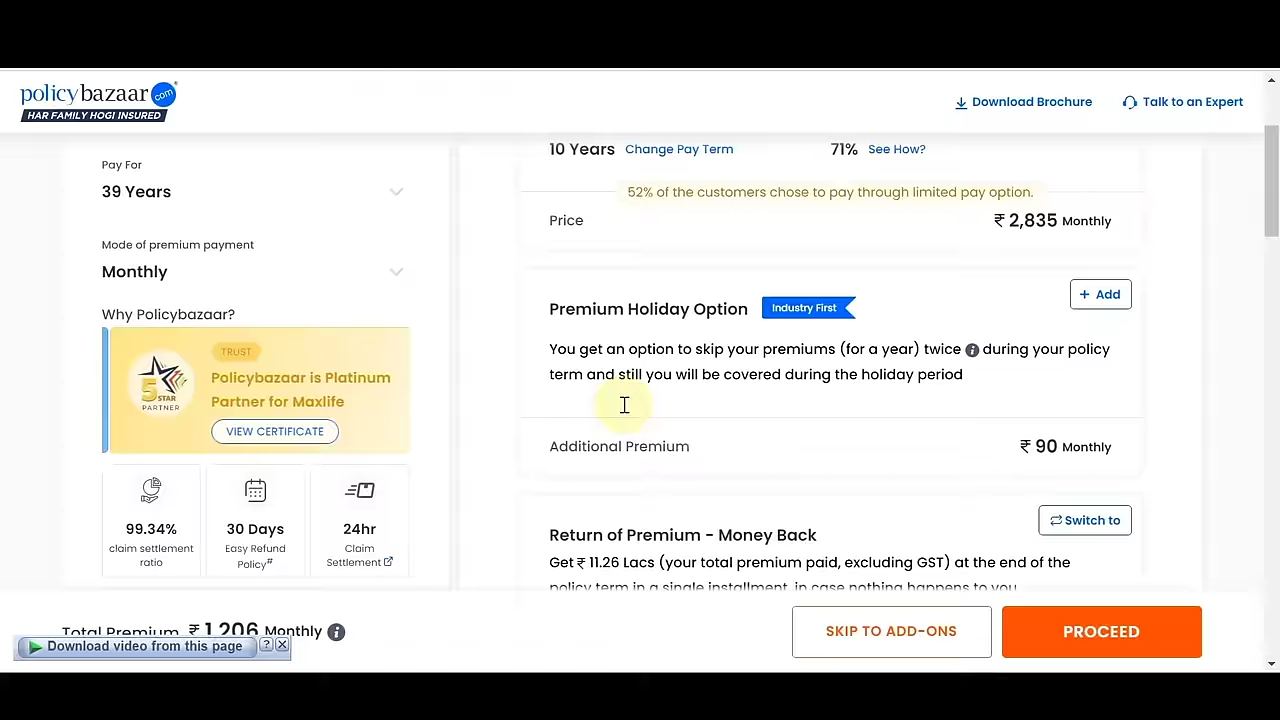 policybazaar com
HAR FAMILY HOGI INSURED
Download Brochure
Talk to an Expert
Pay For
39 Years
Mode of premium payment
Monthly
Why Policybazaar?
5 STAR PARTNER
TRUST
Policybazaar is Platinum
Partner for Maxlife
VIEW CERTIFICATE
99.34%
claim settlement
ratio
30 Days
Easy Refund
Policy#
24hr
Claim
Settlement
10 Years Change Pay Term 71% See How?
52% of the customers chose to pay through limited pay option.
Price ₹ 2,835 Monthly
Premium Holiday Option Industry First + Add
You get an option to skip your premiums (for a year) twice during your policy
term and still you will be covered during the holiday period
Additional Premium ₹ 90 Monthly
Return of Premium - Money Back Switch to
Get ₹ 11.26 Lacs (your total premium paid, excluding GST) at the end of the
policy term in a single installment, in case nothing happens to you
Total Premium ₹ 1,206 Monthly
Download video from this page ? X
SKIP TO ADD-ONS PROCEED